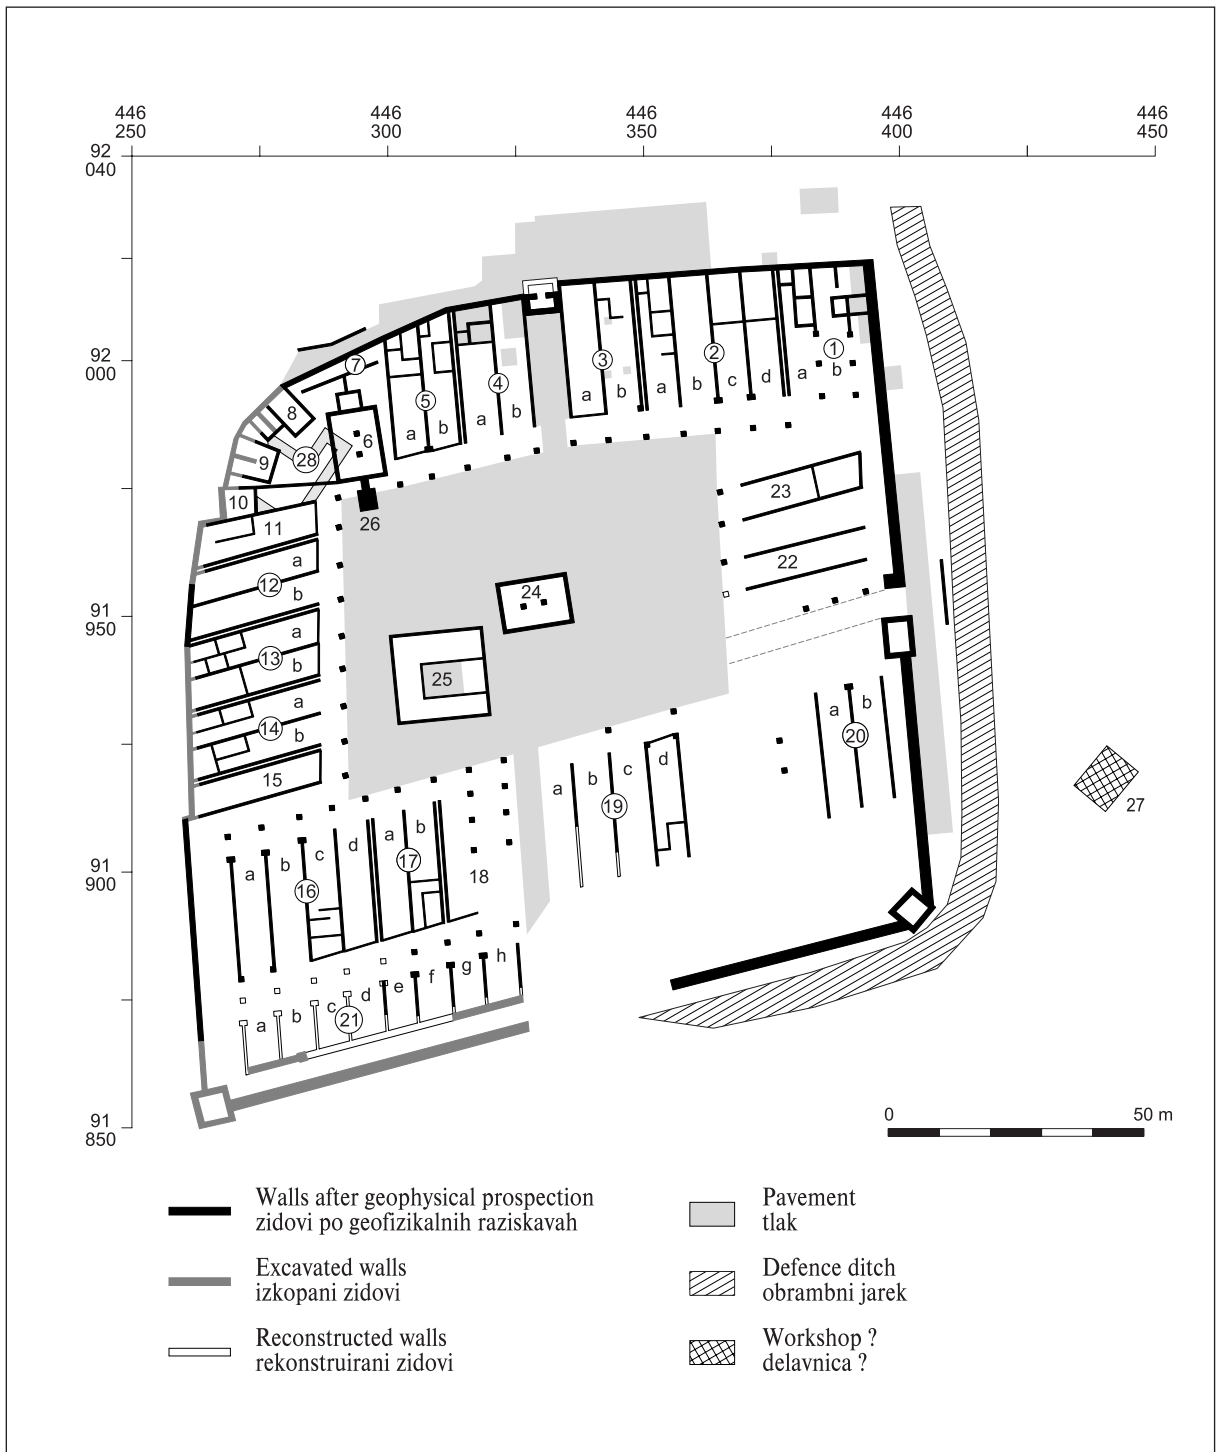 446 446 446 446 446
250 300 350 400 450
92
040
7
3 2 1
92
000
5 4
8 a b a b c d a b
6 a b a b
28
9
10 23
11 26
a
12 22
b
24
91
950
a
13 b
25
a
14
b
a b
20
15
d
c
b
a
19
27
a b c d a b
17
16
18
91
900
h
g
f
e
d
c
b
a
21
91
850
0 50 m
Walls after geophysical prospection
zidovi po geofizikalnih raziskavah
Excavated walls
izkopani zidovi
Reconstructed walls
rekonstruirani zidovi
Pavement
tlak
Defence ditch
obrambni jarek
Workshop ?
delavnica ?